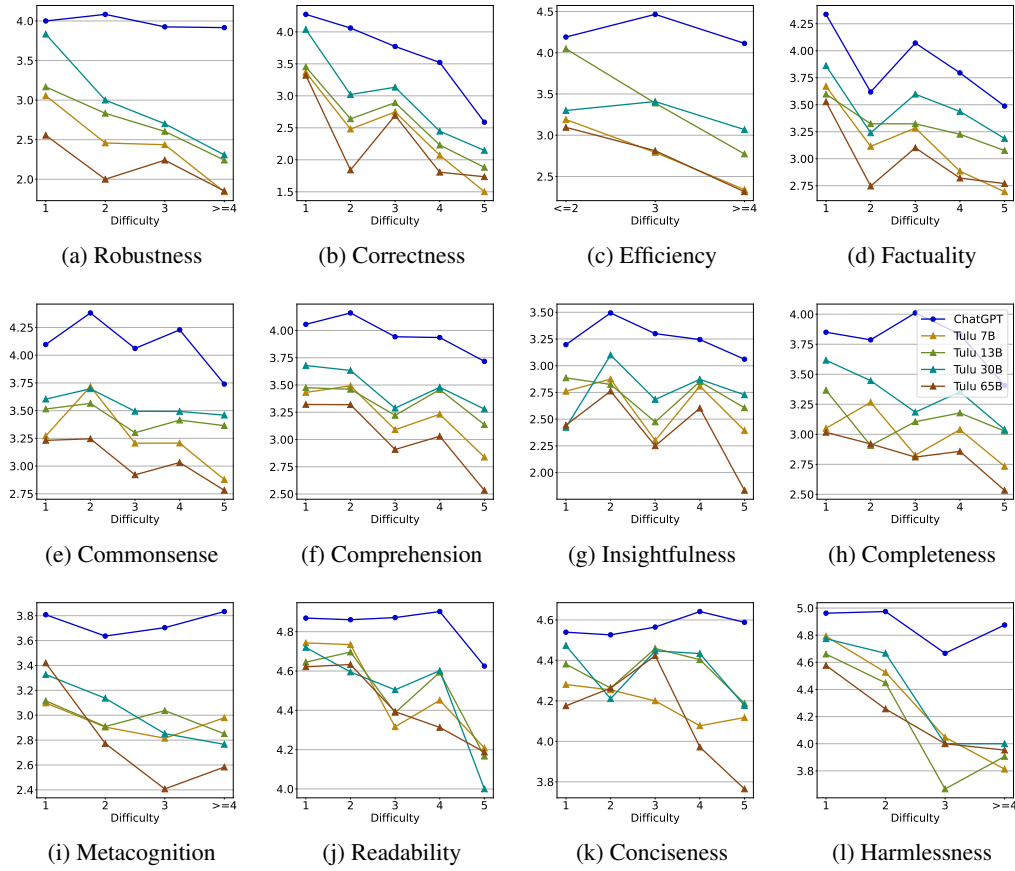 4.0
3.5
3.0
2.5
2.0
1 2 3 >=4
Difficulty
(a) Robustness
4.0
3.5
3.0
2.5
2.0
1.5
1 2 3 4 5
Difficulty
(b) Correctness
4.5
4.0
3.5
3.0
2.5
<=2 3 >=4
Difficulty
(c) Efficiency
4.25
4.00
3.75
3.50
3.25
3.00
2.75
1 2 3 4 5
Difficulty
(d) Factuality
4.25
4.00
3.75
3.50
3.25
3.00
2.75
1 2 3 4 5
Difficulty
(e) Commonsense
4.00
3.75
3.50
3.25
3.00
2.75
2.50
1 2 3 4 5
Difficulty
(f) Comprehension
3.50
3.25
3.00
2.75
2.50
2.25
2.00
1 2 3 4 5
Difficulty
(g) Insightfulness
4.00
3.75
3.50
3.25
3.00
2.75
2.50
ChatGPT
Tulu 7B
Tulu 13B
Tulu 30B
Tulu 65B
1 2 3 4 5
Difficulty
(h) Completeness
3.8
3.6
3.4
3.2
3.0
2.8
2.6
2.4
1 2 3 >=4
Difficulty
(i) Metacognition
4.8
4.6
4.4
4.2
4.0
1 2 3 4 5
Difficulty
(j) Readability
4.6
4.4
4.2
4.0
3.8
1 2 3 4 5
Difficulty
(k) Conciseness
5.0
4.8
4.6
4.4
4.2
4.0
3.8
1 2 3 >=4
Difficulty
(l) Harmlessness